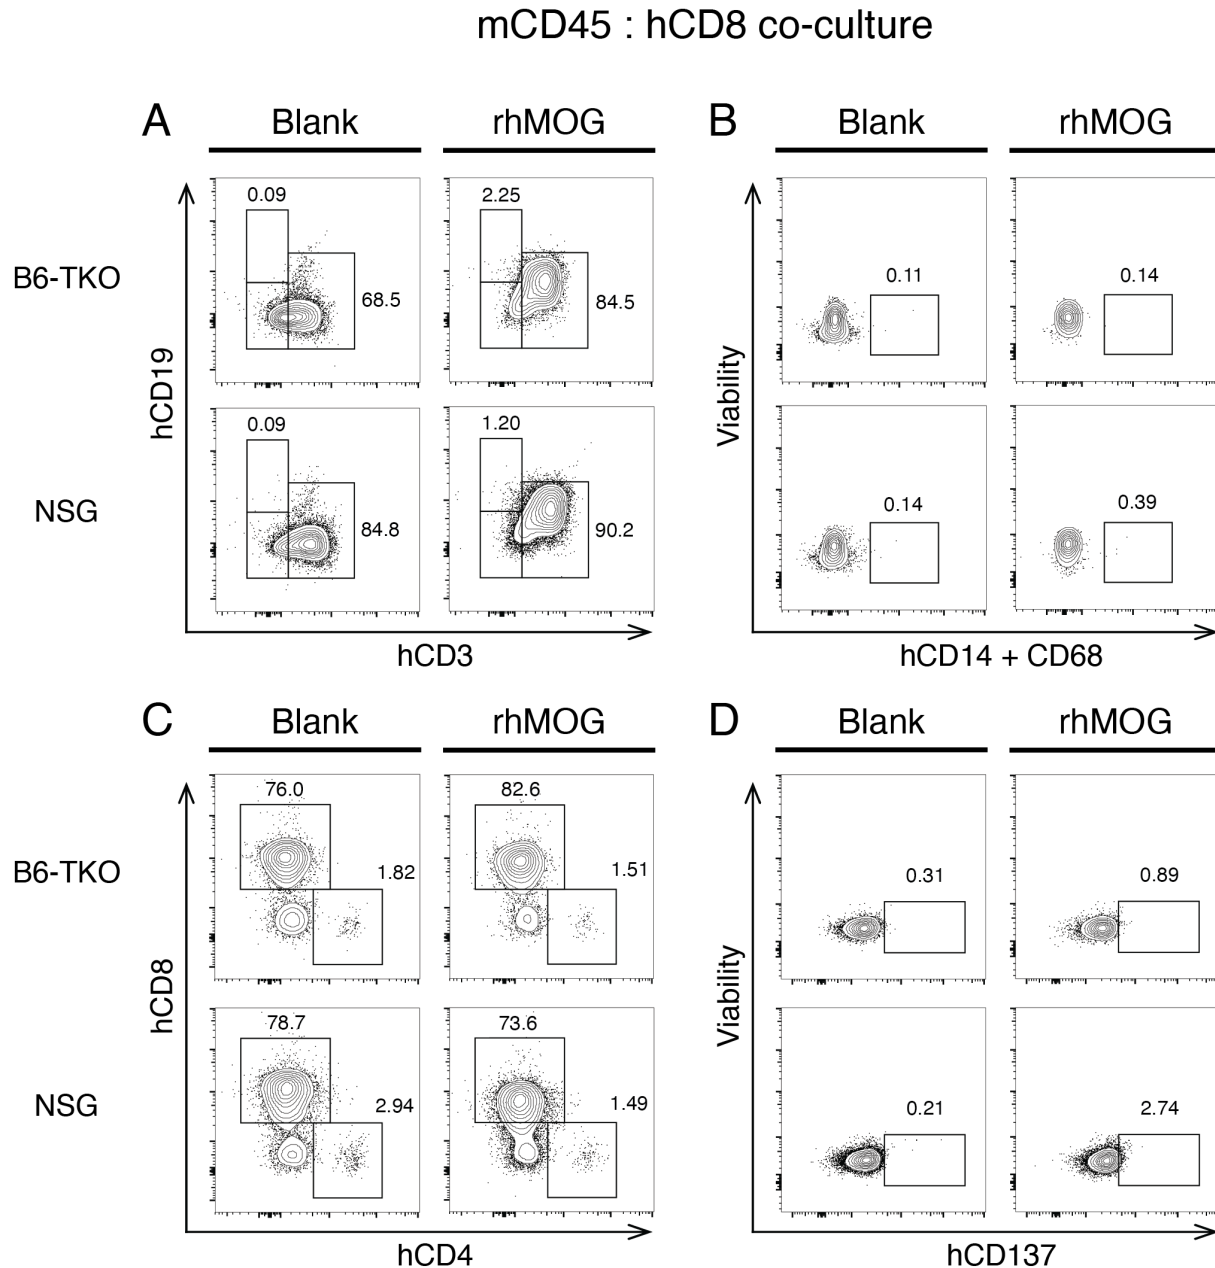 mCD45 : hCD8 co-culture
A
Blank
rhMOG
B
Blank
rhMOG
B6-TKO
NSG
hCD19
0.09
68.5
2.25
84.5
0.09
84.8
1.20
90.2
hCD3
Viability
0.11
0.14
0.14
0.39
hCD14 + CD68
C
Blank
rhMOG
D
Blank
rhMOG
B6-TKO
NSG
hCD8
76.0
1.82
82.6
1.51
78.7
2.94
73.6
1.49
hCD4
Viability
0.31
0.89
0.21
2.74
hCD137